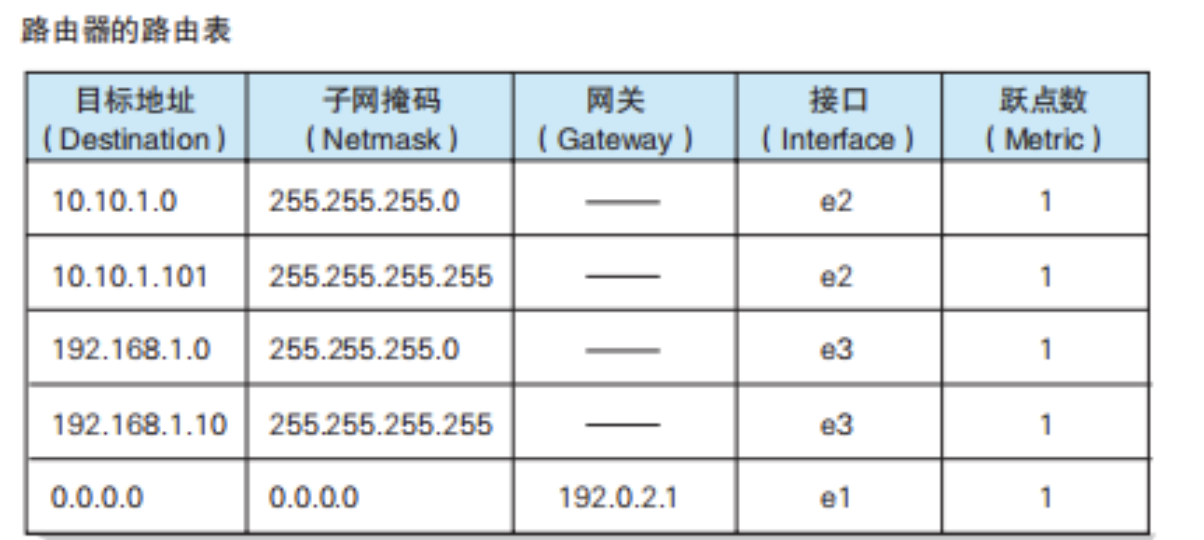 路由器的路由表
目标地址 子网掩码 网关 接口 跃点数
(Destination) (Netmask) (Gateway) (Interface) (Metric)
10.10.1.0 255.255.255.0 —— e2 1
10.10.1.101 255.255.255.255 —— e2 1
192.168.1.0 255.255.255.0 —— e3 1
192.168.1.10 255.255.255.255 —— e3 1
0.0.0.0 0.0.0.0 192.0.2.1 e1 1